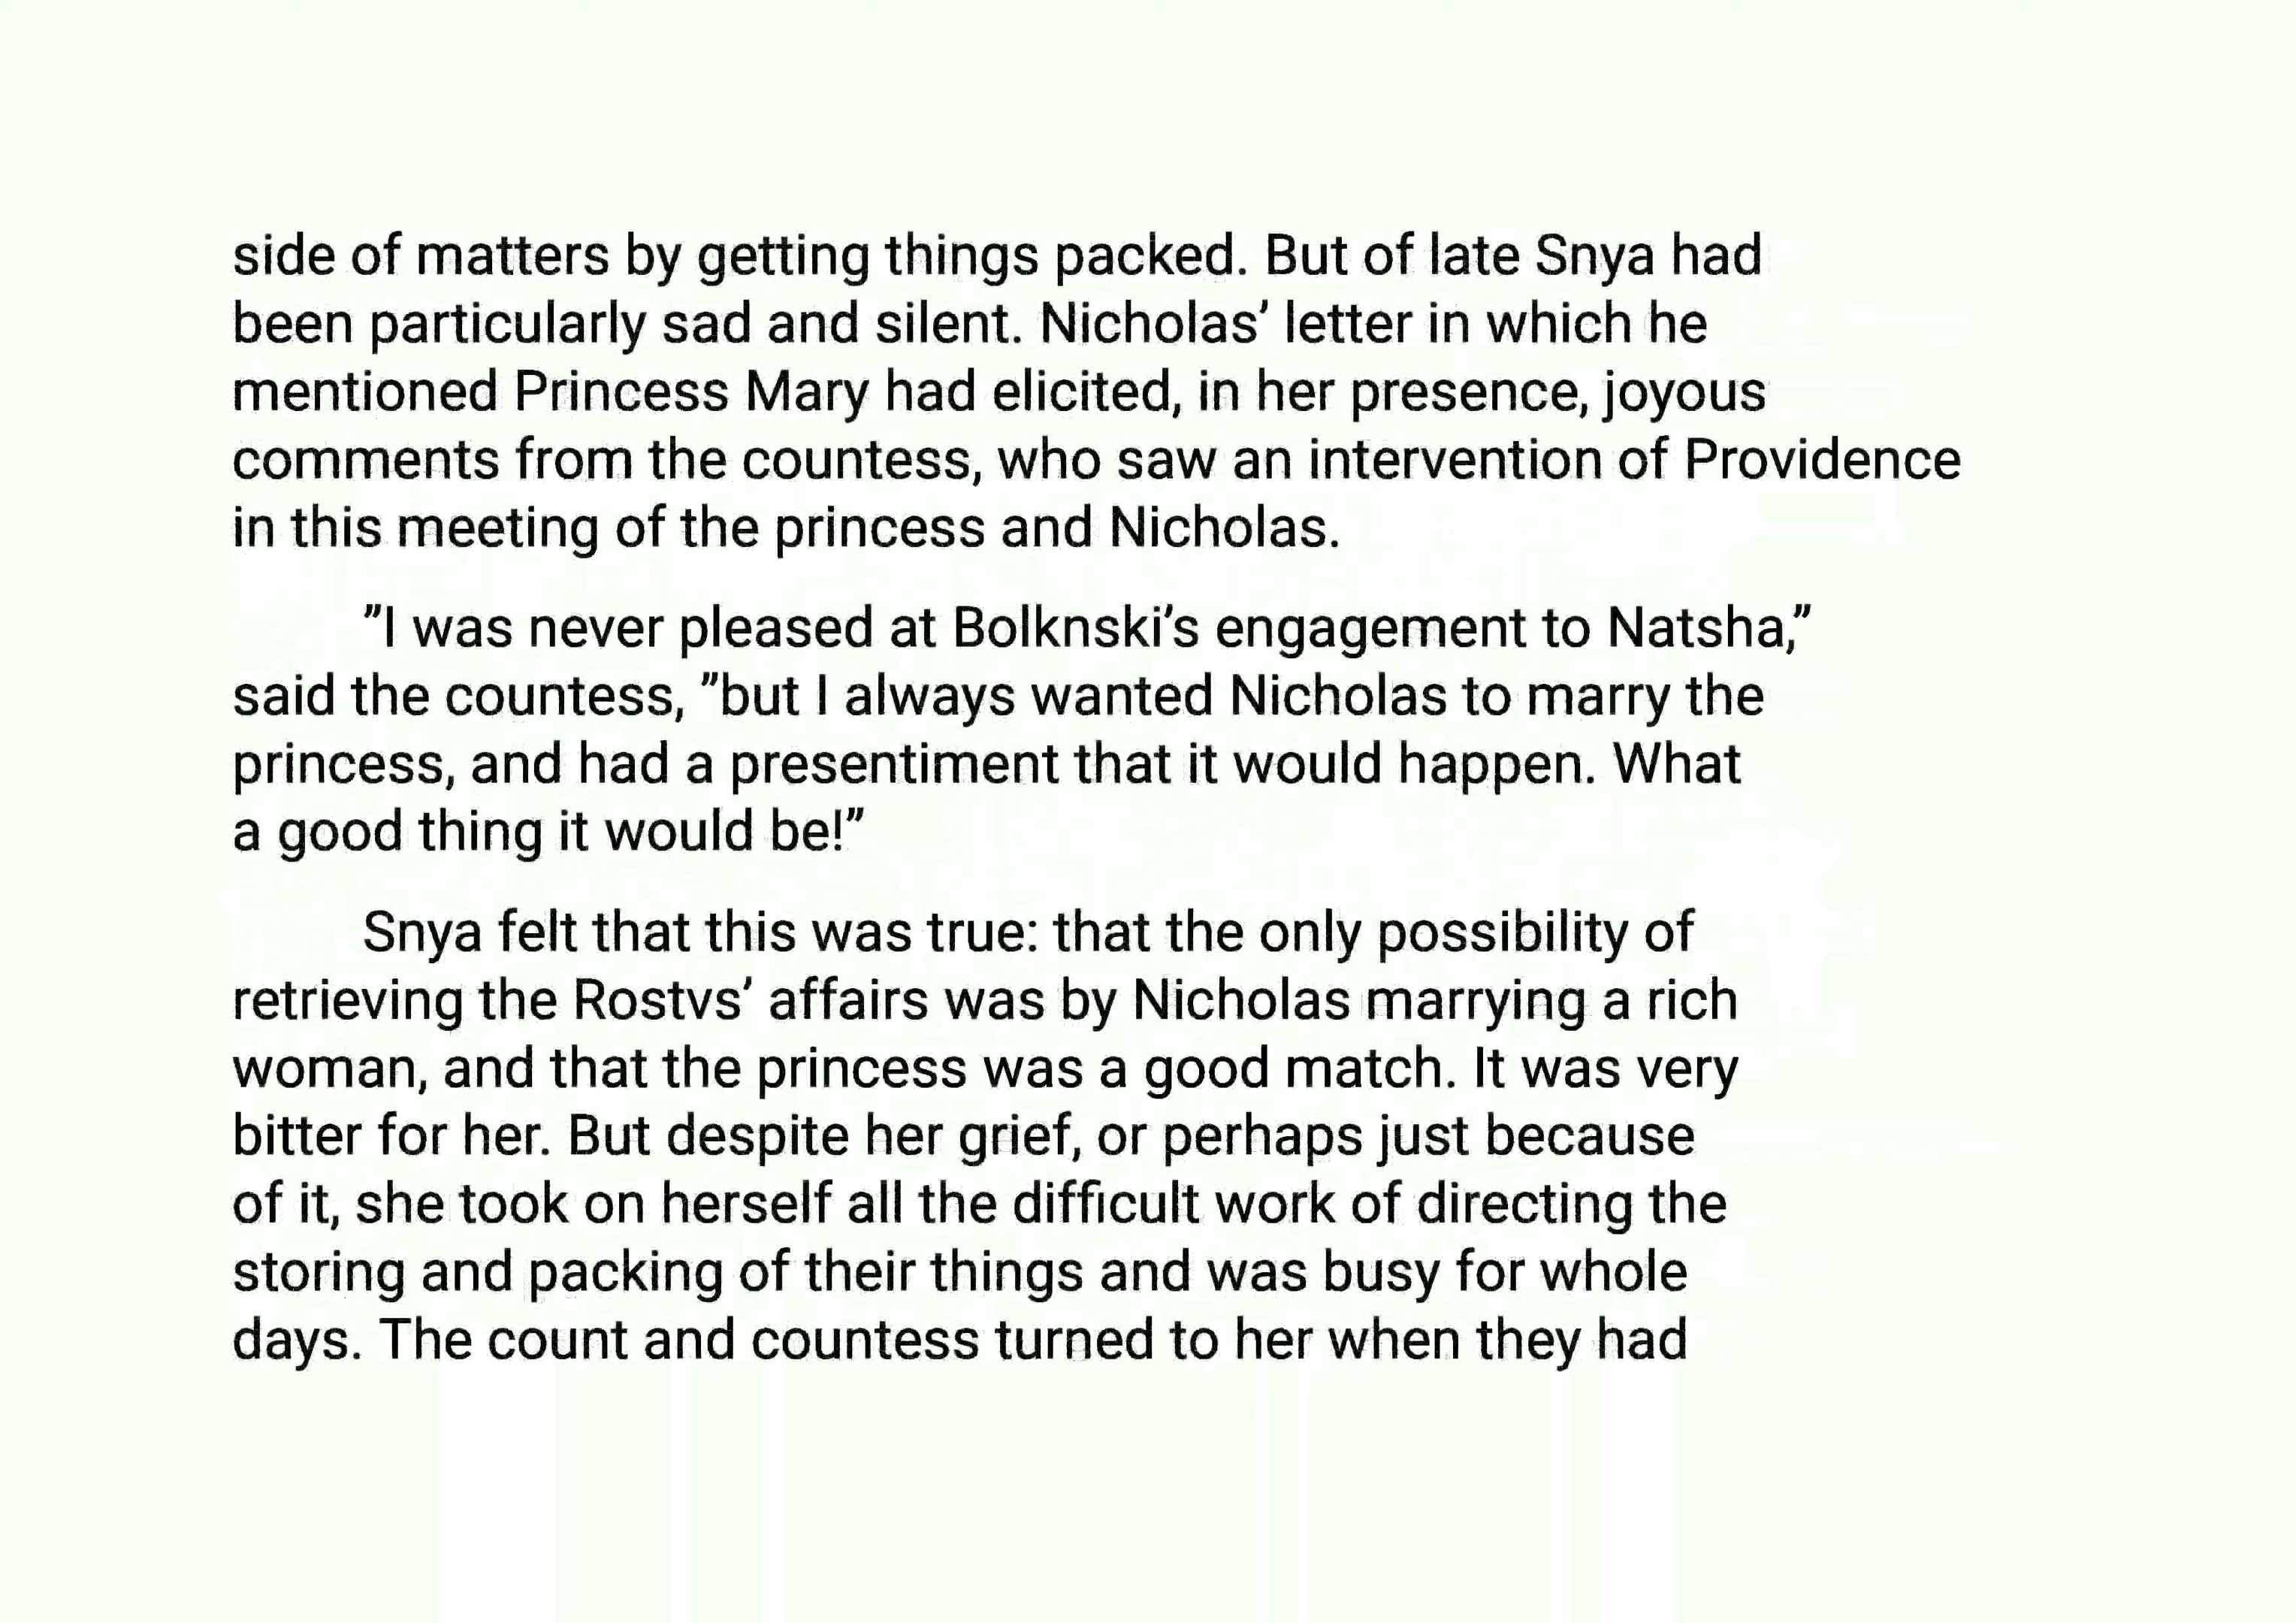 side of matters by getting things packed. But of late Snya had
been particularly sad and silent. Nicholas’ letter in which he
mentioned Princess Mary had elicited, in her presence, joyous
comments from the countess, who saw an intervention of Providence
in this meeting of the princess and Nicholas.
”I was never pleased at Bolknski’s engagement to Natsha,”
said the countess, ”but I always wanted Nicholas to marry the
princess, and had a presentiment that it would happen. What
a good thing it would be!”
Snya felt that this was true: that the only possibility of
retrieving the Rostvs’ affairs was by Nicholas marrying a rich
woman, and that the princess was a good match. It was very
bitter for her. But despite her grief, or perhaps just because
of it, she took on herself all the difficult work of directing the
storing and packing of their things and was busy for whole
days. The count and countess turned to her when they had